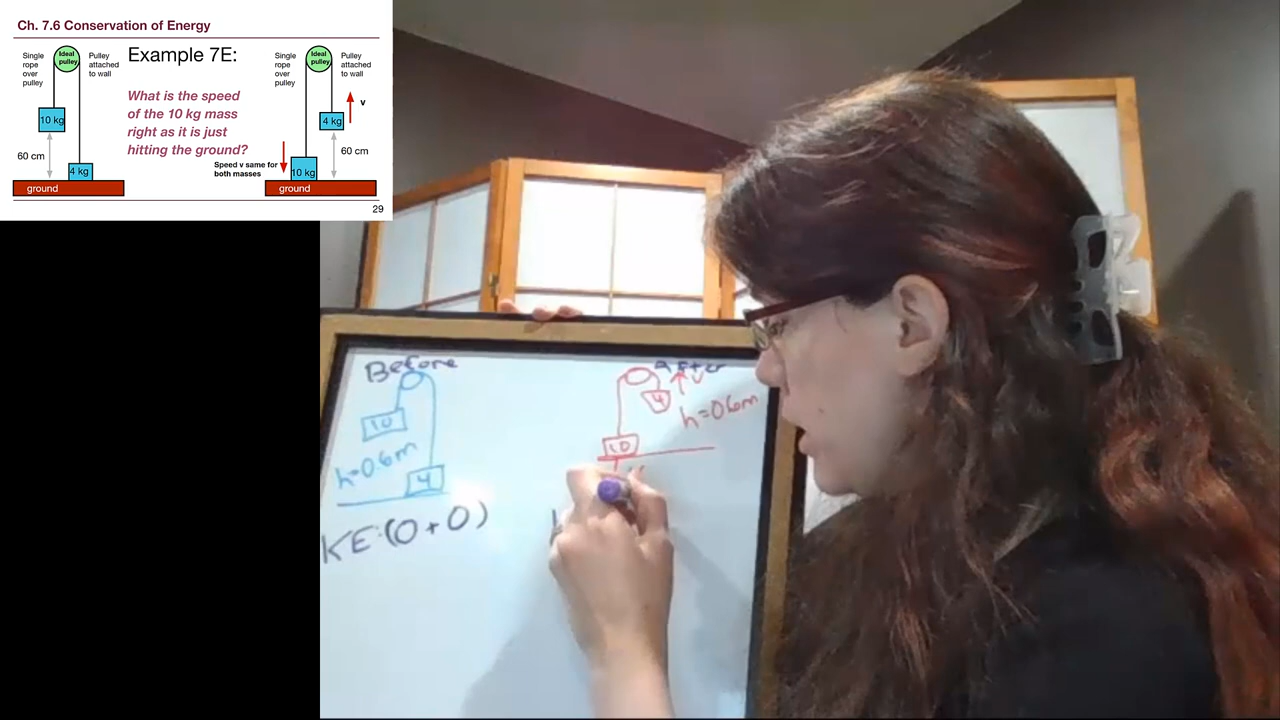 Ch. 7.6 Conservation of Energy
Single
rope
over
pulley
Ideal
pulley
Pulley
attached
to wall
Example 7E:
What is the speed
of the 10 kg mass
right as it is just
hitting the ground?
10 kg
60 cm
4 kg
ground
Single
rope
over
pulley
Ideal
pulley
Pulley
attached
to wall
v
4 kg
60 cm
Speed v same for
both masses
10 kg
ground
29
Before
10
h=0.6m
4
KE:(0+0)
After
4
v
h=0.6m
10